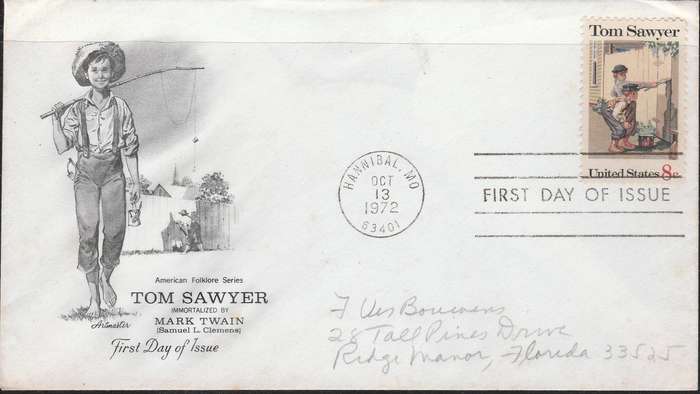 Tom Sawyer
United States 8c
HANNIBAL, MO
OCT
13
1972
63401
FIRST DAY OF ISSUE
American Folklore Series
TOM SAWYER
IMMORTALIZED BY
MARK TWAIN
(Samuel L. Clemens)
Artmaster
First Day of Issue
28 Tall Pines Drive
Ridge Manor, Florida 33525